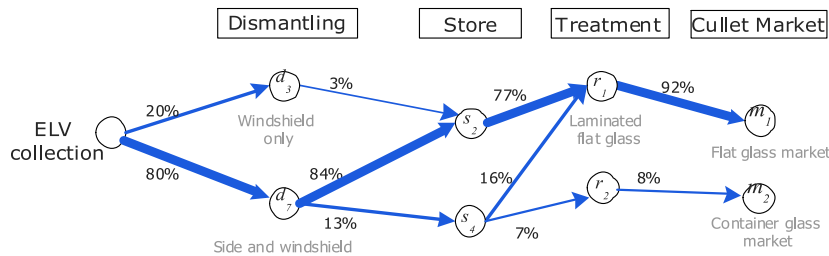 Dismantling
Store
Treatment
Cullet Market
d3
3%
77%
r1
92%
20%
Windshield
only
s2
Laminated
flat glass
m1
ELV
collection
Flat glass market
80%
84%
16%
r2
8%
d7
m2
13%
s4
7%
Container glass
market
Side and windshield